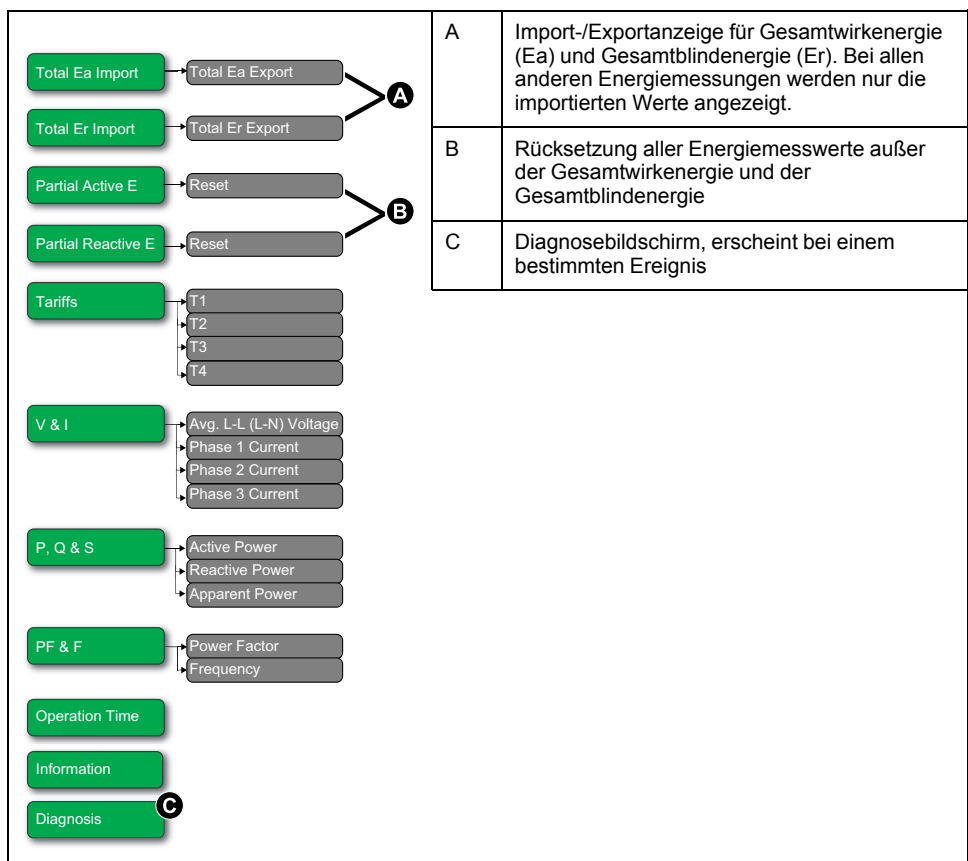 Total Ea Import
Total Ea Export
A
Total Er Import
Total Er Export
Partial Active E
Reset
B
Partial Reactive E
Reset
Tariffs
T1
T2
T3
T4
V & I
Avg. L-L (L-N) Voltage
Phase 1 Current
Phase 2 Current
Phase 3 Current
P, Q & S
Active Power
Reactive Power
Apparent Power
PF & F
Power Factor
Frequency
Operation Time
Information
C
Diagnosis
A
Import-/Exportanzeige für Gesamtwirkenergie
(Ea) und Gesamtblindenergie (Er). Bei allen
anderen Energiemessungen werden nur die
importierten Werte angezeigt.
B
Rücksetzung aller Energiemesswerte außer
der Gesamtwirkenergie und der
Gesamtblindenergie
C
Diagnosebildschirm, erscheint bei einem
bestimmten Ereignis